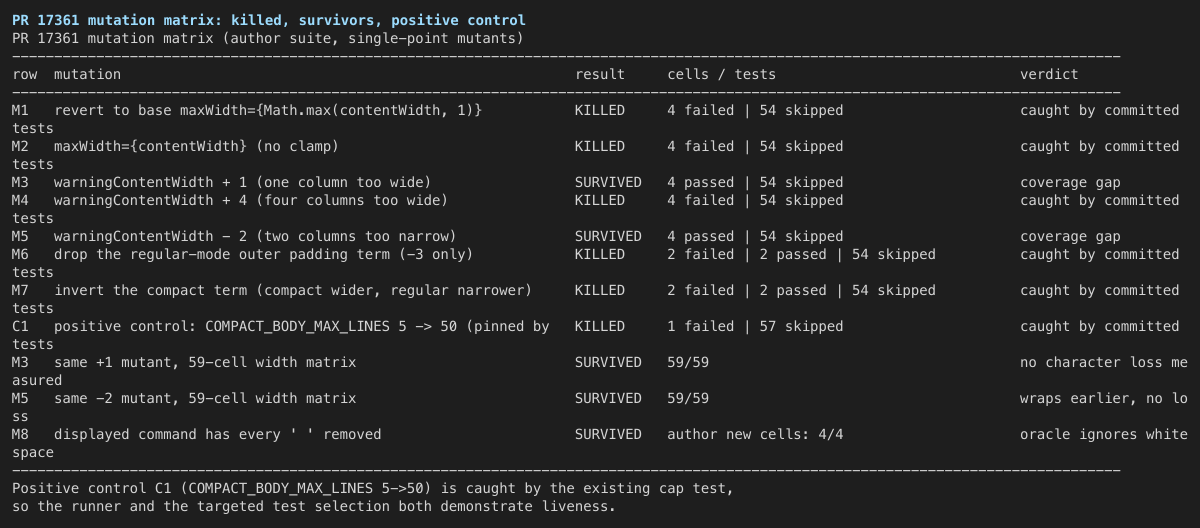 PR 17361 mutation matrix: killed, survivors, positive control
PR 17361 mutation matrix (author suite, single-point mutants)
row  mutation  result  cells / tests  verdict
M1  revert to base maxWidth={Math.max(contentWidth, 1)}  KILLED  4 failed | 54 skipped  caught by committed
tests
M2  maxWidth={contentWidth} (no clamp)  KILLED  4 failed | 54 skipped  caught by committed
tests
M3  warningContentWidth + 1 (one column too wide)  SURVIVED  4 passed | 54 skipped  coverage gap
M4  warningContentWidth + 4 (four columns too wide)  KILLED  4 failed | 54 skipped  caught by committed
tests
M5  warningContentWidth − 2 (two columns too narrow)  SURVIVED  4 passed | 54 skipped  coverage gap
M6  drop the regular-mode outer padding term (−3 only)  KILLED  2 failed | 2 passed | 54 skipped  caught by committed
tests
M7  invert the compact term (compact wider, regular narrower)  KILLED  2 failed | 2 passed | 54 skipped  caught by committed
tests
C1  positive control: COMPACT_BODY_MAX_LINES 5 −> 50 (pinned by  KILLED  1 failed | 57 skipped  caught by committed
tests
M3  same +1 mutant, 59-cell width matrix  SURVIVED  59/59  no character loss me
asured
M5  same −2 mutant, 59-cell width matrix  SURVIVED  59/59  wraps earlier, no lo
ss
M8  displayed command has every ' ' removed  SURVIVED  author new cells: 4/4  oracle ignores white
space
Positive control C1 (COMPACT_BODY_MAX_LINES 5−>50) is caught by the existing cap test,
so the runner and the targeted test selection both demonstrate liveness.